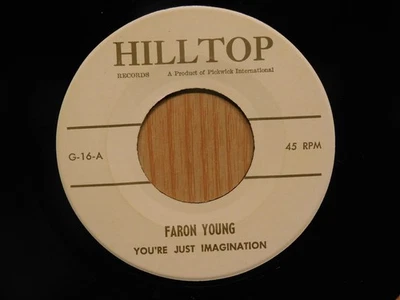 HILLTOP
RECORDS A Product of Pickwick International
G-16-A 45 RPM
FARON YOUNG
YOU'RE JUST IMAGINATION